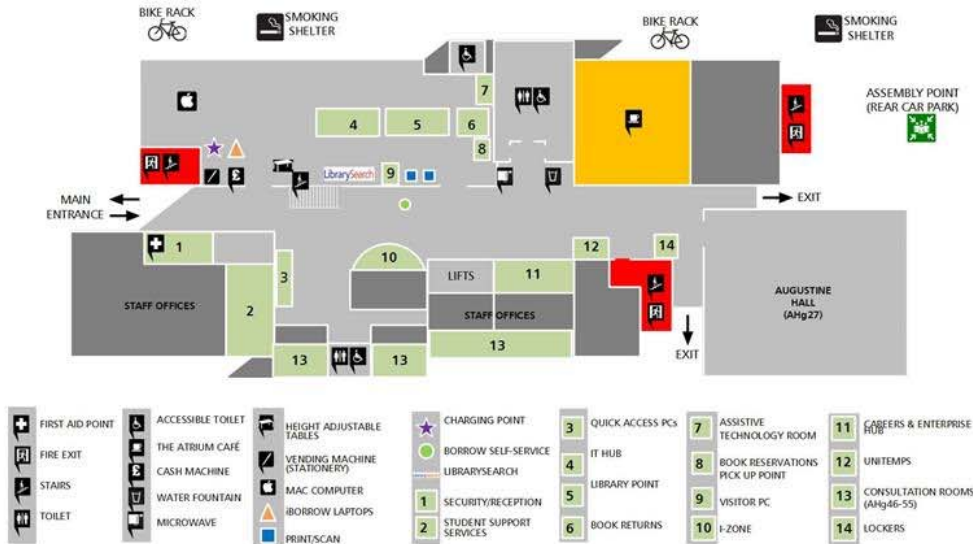 BIKE RACK
SMOKING
SHELTER
BIKE RACK
SMOKING
SHELTER
ASSEMBLY POINT
(REAR CAR PARK)
7
4
5
6
8
£
LibrarySearch
9
MAIN
ENTRANCE
EXIT
1
10
12
14
3
LIFTS
11
STAFF OFFICES
2
STAFF OFFICES
AUGUSTINE
HALL
(AHg27)
13
13
13
EXIT
FIRST AID POINT
FIRE EXIT
STAIRS
TOILET
ACCESSIBLE TOILET
THE ATRIUM CAFÉ
£ CASH MACHINE
WATER FOUNTAIN
MICROWAVE
HEIGHT ADJUSTABLE
TABLES
VENDING MACHINE
(STATIONERY)
MAC COMPUTER
iBORROW LAPTOPS
PRINT/SCAN
CHARGING POINT
BORROW SELF-SERVICE
LIBRARYSEARCH
1 SECURITY/RECEPTION
2 STUDENT SUPPORT
SERVICES
3 QUICK ACCESS PCs
4 IT HUB
5 LIBRARY POINT
6 BOOK RETURNS
7 ASSISTIVE
TECHNOLOGY ROOM
8 BOOK RESERVATIONS
PICK UP POINT
9 VISITOR PC
10 I-ZONE
11 CAREERS & ENTERPRISE
HUB
12 UNITEMPS
13 CONSULTATION ROOMS
(AHg46-55)
14 LOCKERS